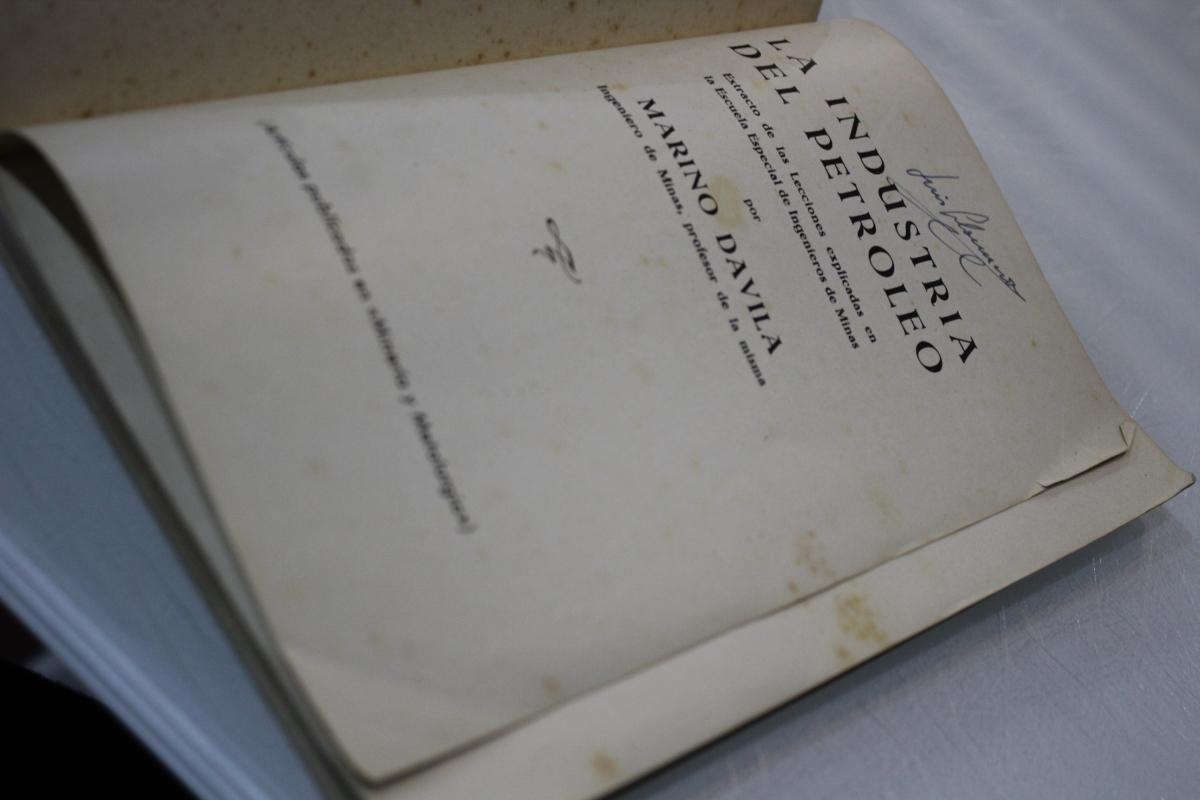 Luis
LA INDUSTRIA
DEL PETROLEO
Extracto de las Lecciones explicadas en
la Escuela Especial de Ingenieros de Minas
por
MARINO DAVILA
Ingeniero de Minas, profesor de la misma
(Artículos publicados en «Minería y Metalurgia»)